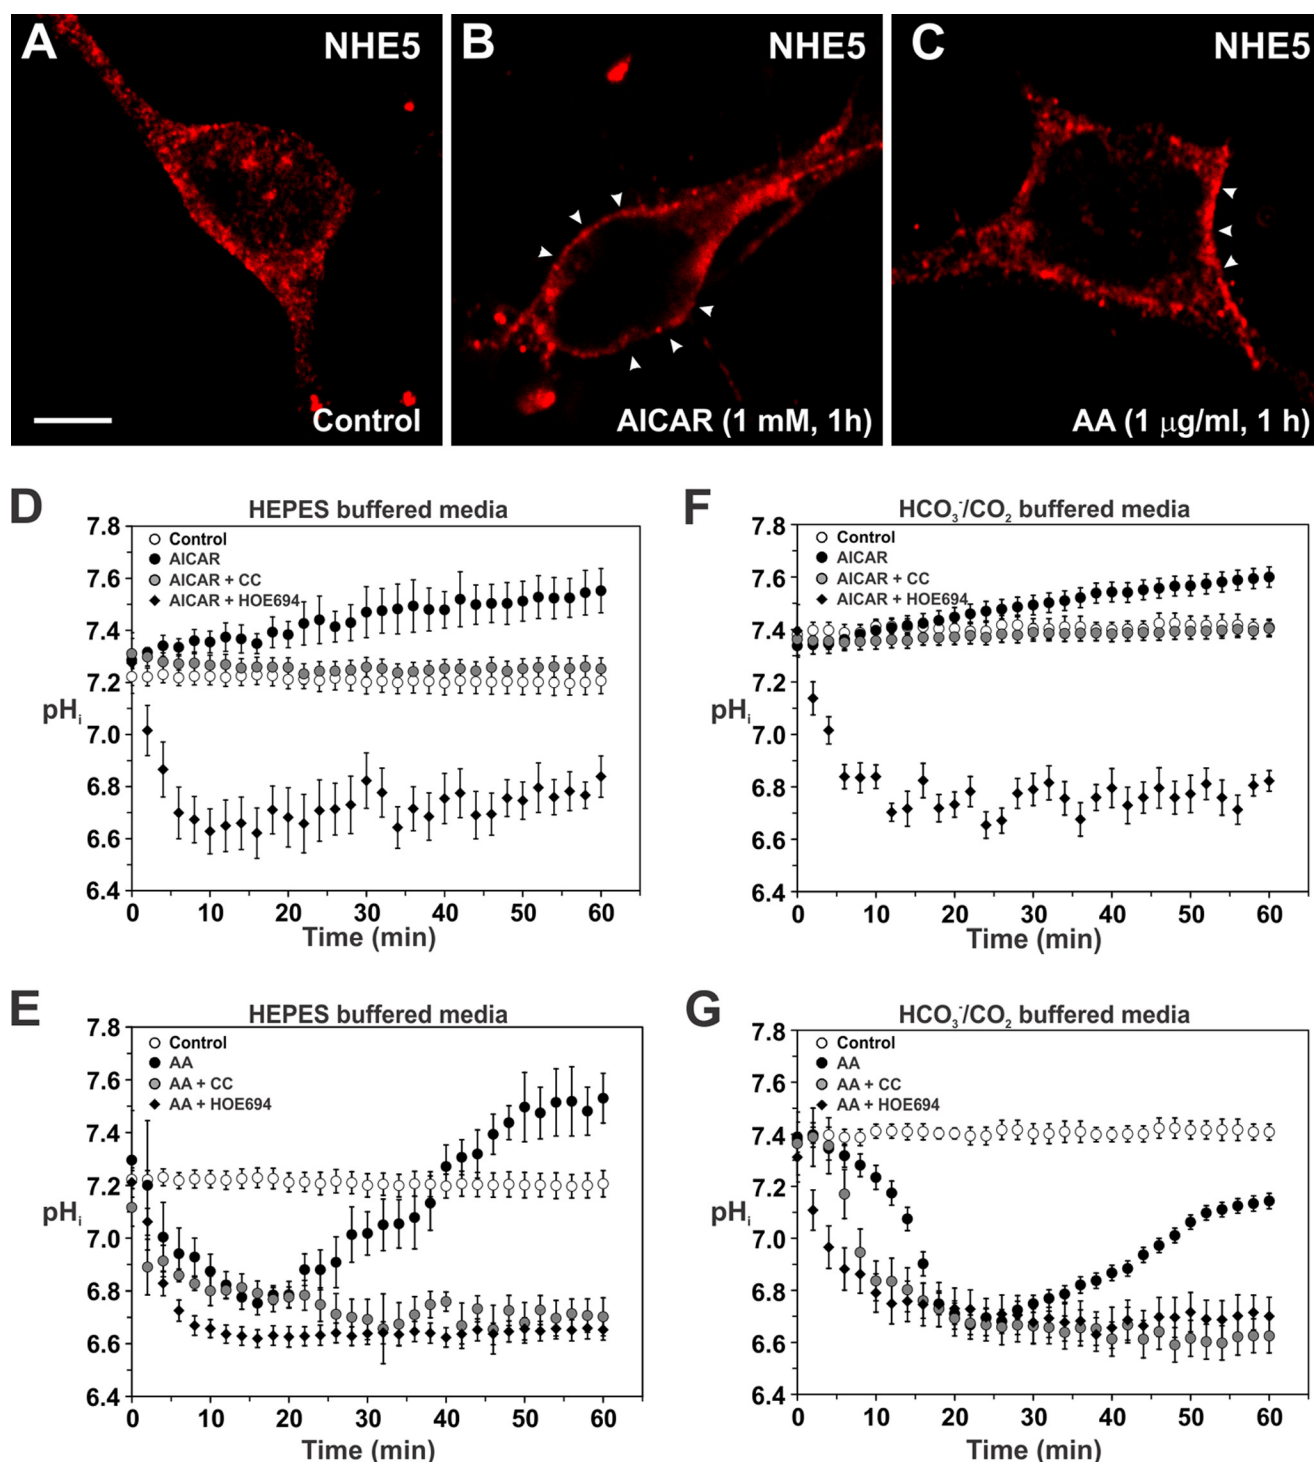 A NHE5
Control
B NHE5
AICAR (1 mM, 1h)
C NHE5
AA (1 µg/ml, 1 h)
D HEPES buffered media
Control
AICAR
AICAR + CC
AICAR + HOE694
7.8
7.6
7.4
7.2
7.0
6.8
6.6
6.4
pHi
0 10 20 30 40 50 60
Time (min)
F HCO3-/CO2 buffered media
Control
AICAR
AICAR + CC
AICAR + HOE694
7.8
7.6
7.4
7.2
7.0
6.8
6.6
6.4
pHi
0 10 20 30 40 50 60
Time (min)
E HEPES buffered media
Control
AA
AA + CC
AA + HOE694
7.8
7.6
7.4
7.2
7.0
6.8
6.6
6.4
pHi
0 10 20 30 40 50 60
Time (min)
G HCO3-/CO2 buffered media
Control
AA
AA + CC
AA + HOE694
7.8
7.6
7.4
7.2
7.0
6.8
6.6
6.4
pHi
0 10 20 30 40 50 60
Time (min)